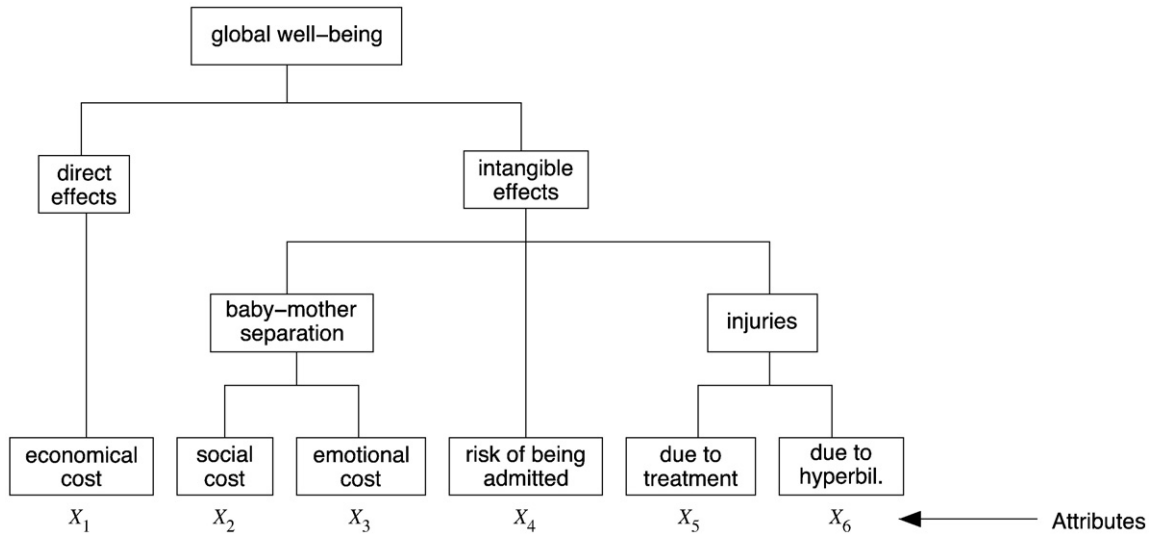 global well–being
direct
effects
intangible
effects
baby–mother
separation
injuries
economical
cost
social
cost
emotional
cost
risk of being
admitted
due to
treatment
due to
hyperbil.
X1
X2
X3
X4
X5
X6
Attributes